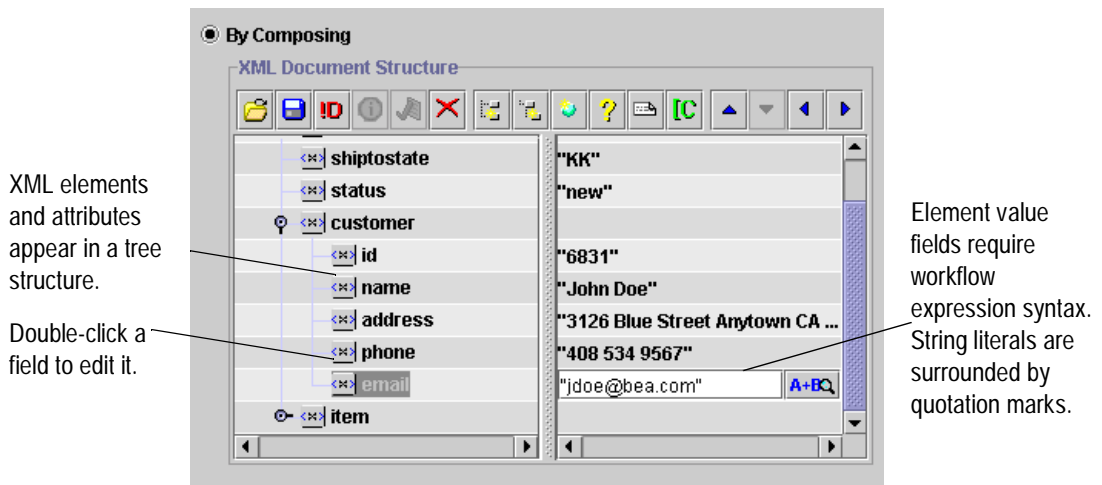 By Composing
XML Document Structure
!D
?
[C
shiptostate "KK"
status "new"
customer
id "6831"
name "John Doe"
address "3126 Blue Street Anytown CA ...
phone "408 534 9567"
email "jdoe@bea.com" A+B
item
XML elements
and attributes
appear in a tree
structure.
Double-click a
field to edit it.
Element value
fields require
workflow
expression syntax.
String literals are
surrounded by
quotation marks.